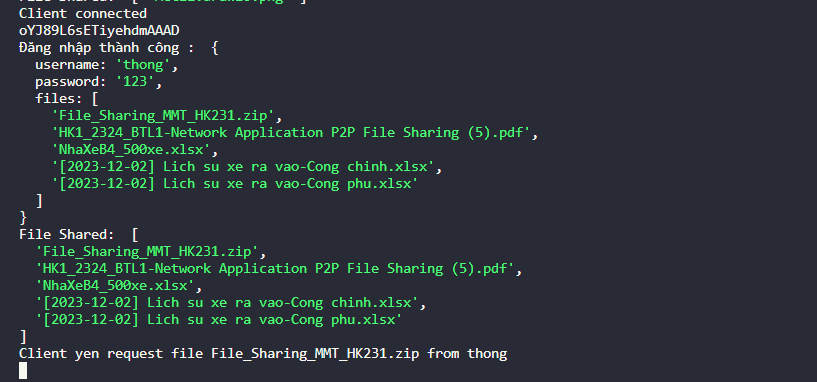 Client connected
oYJ89L6sETiyehdmAAAD
Đăng nhập thành công :  {
  username: 'thong',
  password: '123',
  files: [
    'File_Sharing_MMT_HK231.zip',
    'HK1_2324_BTL1-Network Application P2P File Sharing (5).pdf',
    'NhaXeB4_500xe.xlsx',
    '[2023-12-02] Lich su xe ra vao-Cong chinh.xlsx',
    '[2023-12-02] Lich su xe ra vao-Cong phu.xlsx'
  ]
}
File Shared:  [
  'File_Sharing_MMT_HK231.zip',
  'HK1_2324_BTL1-Network Application P2P File Sharing (5).pdf',
  'NhaXeB4_500xe.xlsx',
  '[2023-12-02] Lich su xe ra vao-Cong chinh.xlsx',
  '[2023-12-02] Lich su xe ra vao-Cong phu.xlsx'
]
Client yen request file File_Sharing_MMT_HK231.zip from thong